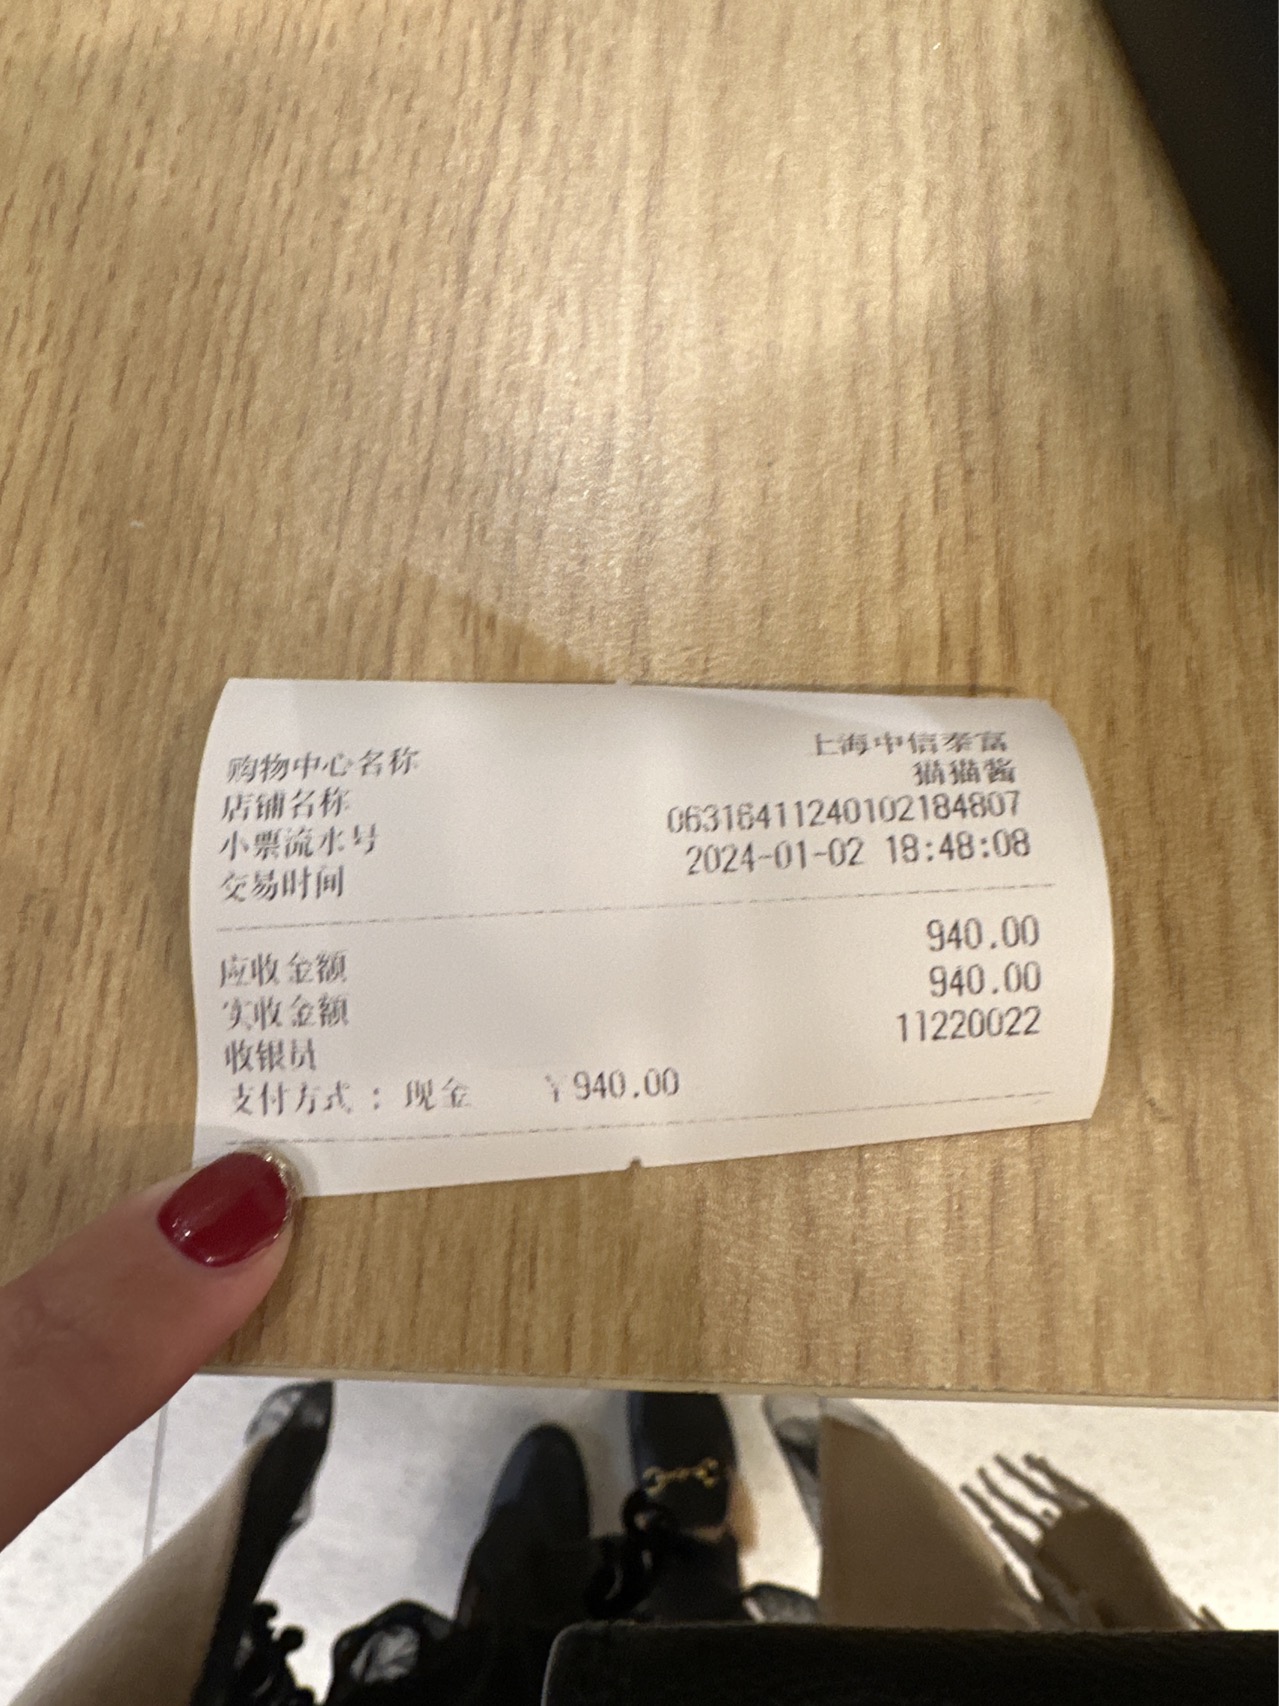 购物中心名称 上海中信泰富
店铺名称 猫猫酱
小票流水号 06316411240102184807
交易时间 2024-01-02 18:48:08
应收金额 940.00
实收金额 940.00
收银员 11220022
支付方式：现金 ￥940.00